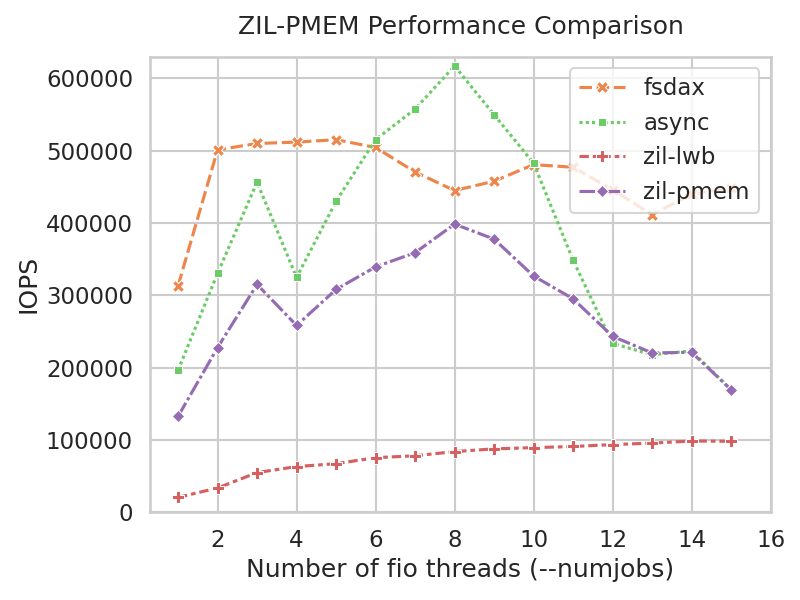 ZIL-PMEM Performance Comparison
600000
500000
400000
300000
200000
100000
0
IOPS
fsdax
async
zil-lwb
zil-pmem
2 4 6 8 10 12 14 16
Number of fio threads (--numjobs)